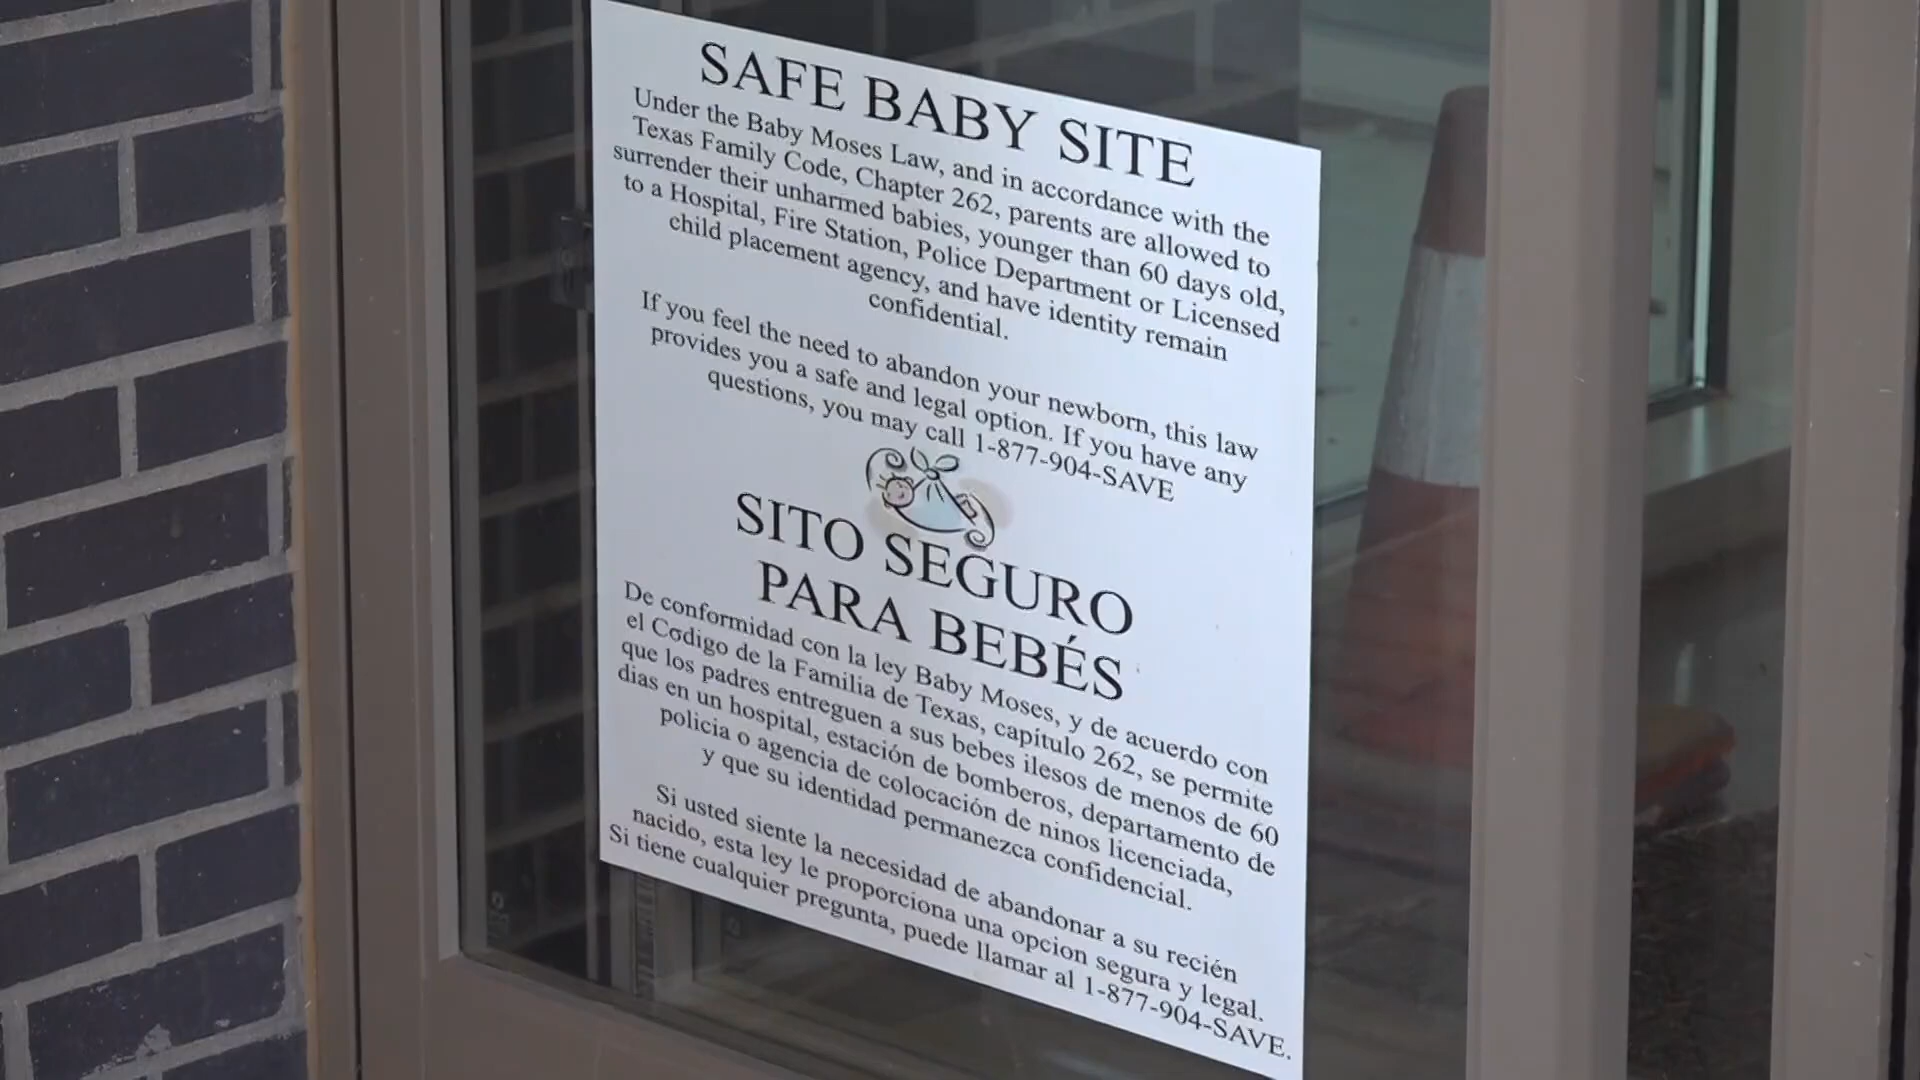 SAFE BABY SITE
Under the Baby Moses Law, and in accordance with the
Texas Family Code, Chapter 262, parents are allowed to
surrender their unharmed babies, younger than 60 days old,
to a Hospital, Fire Station, Police Department or Licensed
child placement agency, and have identity remain
confidential.
If you feel the need to abandon your newborn, this law
provides you a safe and legal option. If you have any
questions, you may call 1-877-904-SAVE
SITO SEGURO
PARA BEBÉS
De conformidad con la ley Baby Moses, y de acuerdo con
el Codigo de la Familia de Texas, capítulo 262, se permite
que los padres entreguen a sus bebes ilesos de menos de 60
dias en un hospital, estación de bomberos, departamento de
policia o agencia de colocación de ninos licenciada,
y que su identidad permanezca confidencial.
Si usted siente la necesidad de abandonar a su recién
nacido, esta ley le proporciona una opcion segura y legal.
Si tiene cualquier pregunta, puede llamar al 1-877-904-SAVE.